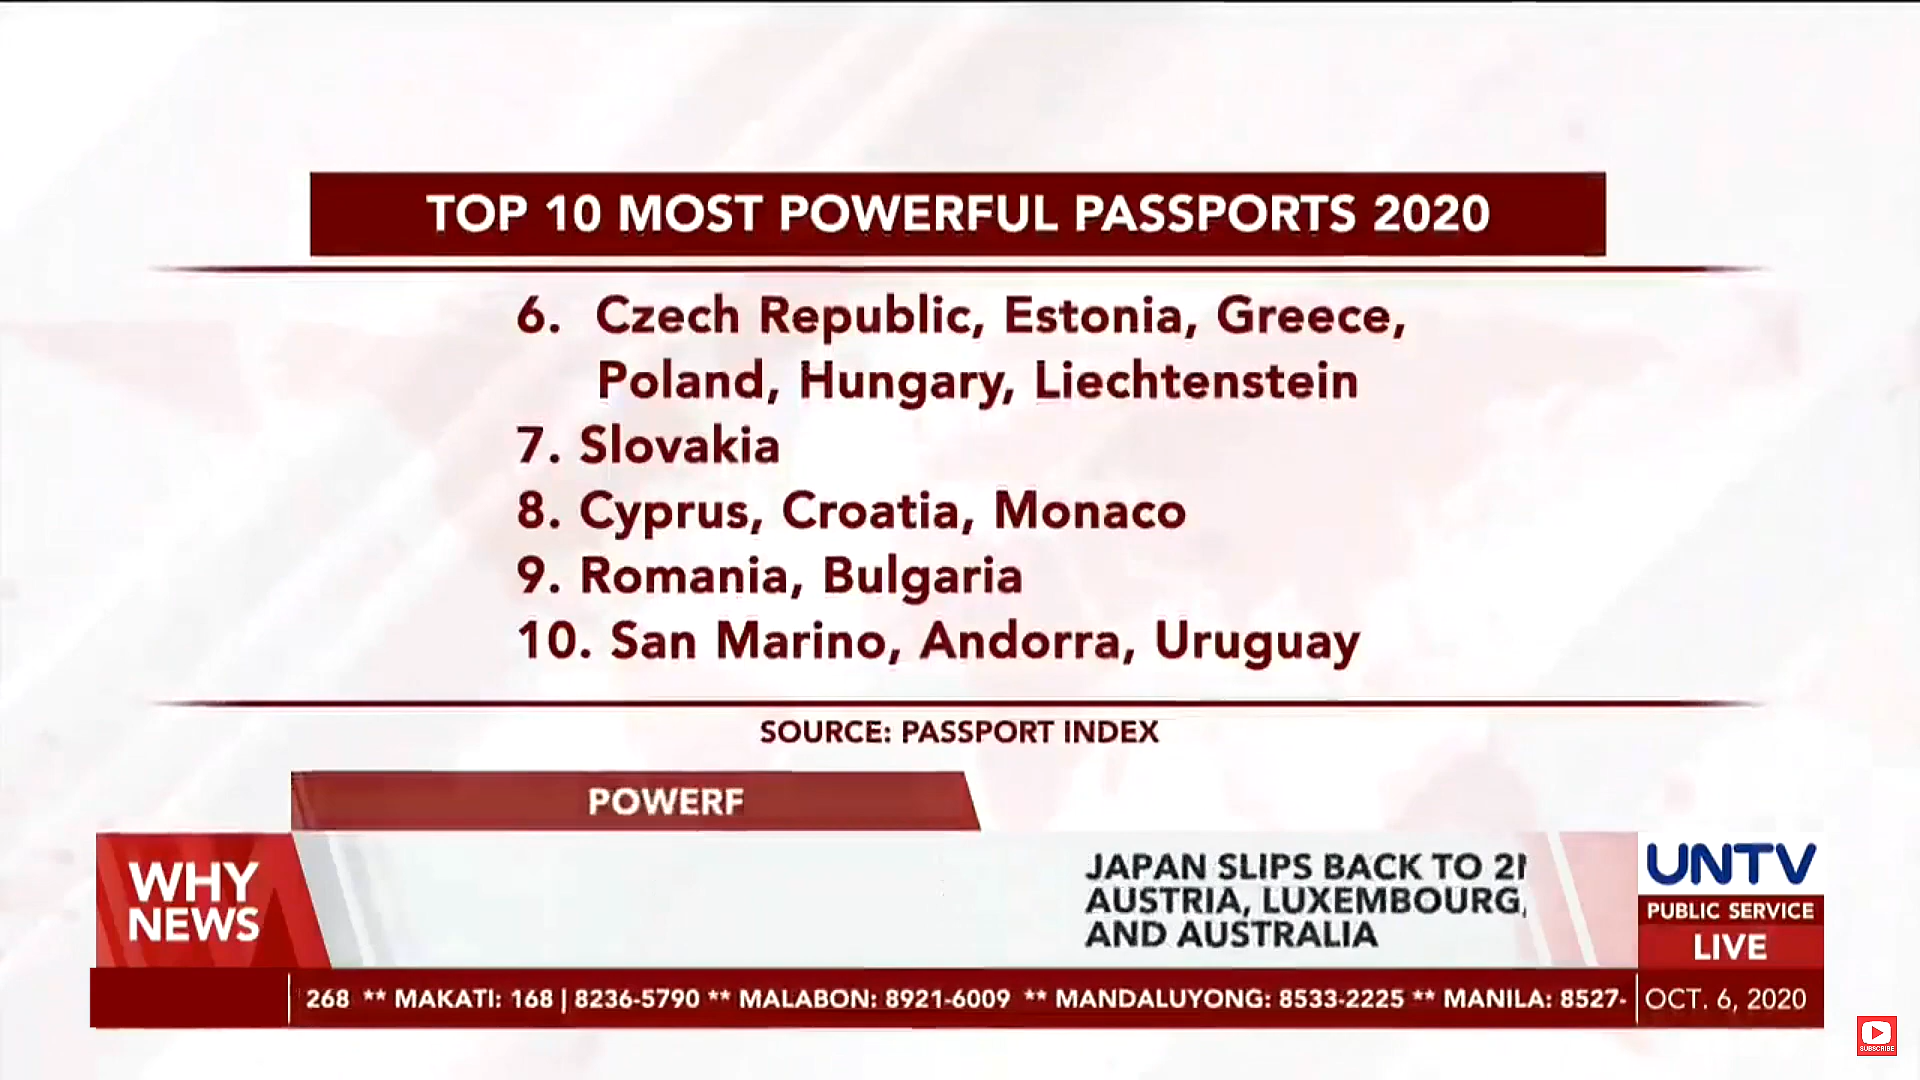 TOP 10 MOST POWERFUL PASSPORTS 2020
6. Czech Republic, Estonia, Greece,
Poland, Hungary, Liechtenstein
7. Slovakia
8. Cyprus, Croatia, Monaco
9. Romania, Bulgaria
10. San Marino, Andorra, Uruguay
SOURCE: PASSPORT INDEX
POWERF
WHY
NEWS
JAPAN SLIPS BACK TO
AUSTRIA, LUXEMBOURG,
AND AUSTRALIA
UNTV
PUBLIC SERVICE
LIVE
268 ** MAKATI: 168 | 8236-5790 ** MALABON: 8921-6009 ** MANDALUYONG: 8533-2225 ** MANILA: 8527-
OCT. 6, 2020
SUBSCRIBE